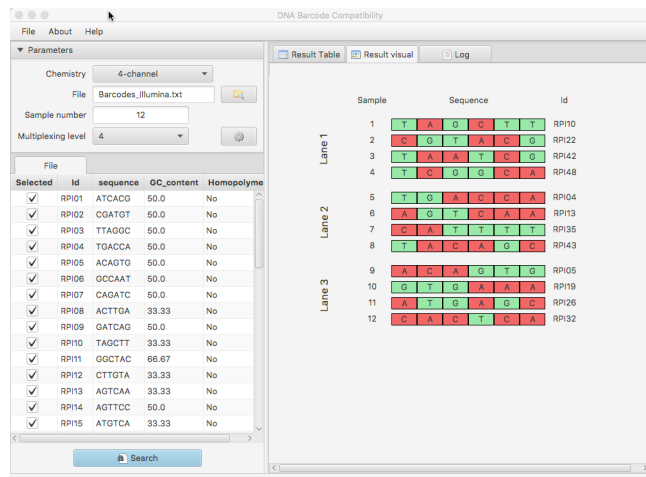 DNA Barcode Compatibility
File About Help
Parameters
Chemistry 4-channel
File Barcodes_Illumina.txt
Sample number 12
Multiplexing level 4
File
Selected Id sequence GC_content Homopolyme
RPI01 ATCACG 50.0 No
RPI02 CGATGT 50.0 No
RPI03 TTAGGC 50.0 No
RPI04 TGACCA 50.0 No
RPI05 ACAGTG 50.0 No
RPI06 GCCAAT 50.0 No
RPI07 CAGATC 50.0 No
RPI08 ACTTGA 33.33 No
RPI09 GATCAG 50.0 No
RPI10 TAGCTT 33.33 No
RPI11 GGCTAC 66.67 No
RPI12 CTTGTA 33.33 No
RPI13 AGTCAA 33.33 No
RPI14 AGTTCC 50.0 No
RPI15 ATGTCA 33.33 No
Search
Result Table Result visual Log
Sample Sequence Id
Lane 1
1 T A G C T T RPI10
2 C G T A C G RPI22
3 T A A T C G RPI42
4 T C G G C A RPI48
Lane 2
5 T G A C C A RPI04
6 A G T C A A RPI13
7 C A T T T T RPI35
8 T A C A G C RPI43
Lane 3
9 A C A G T G RPI05
10 G T G A A A RPI19
11 A T G A G C RPI26
12 C A C T C A RPI32